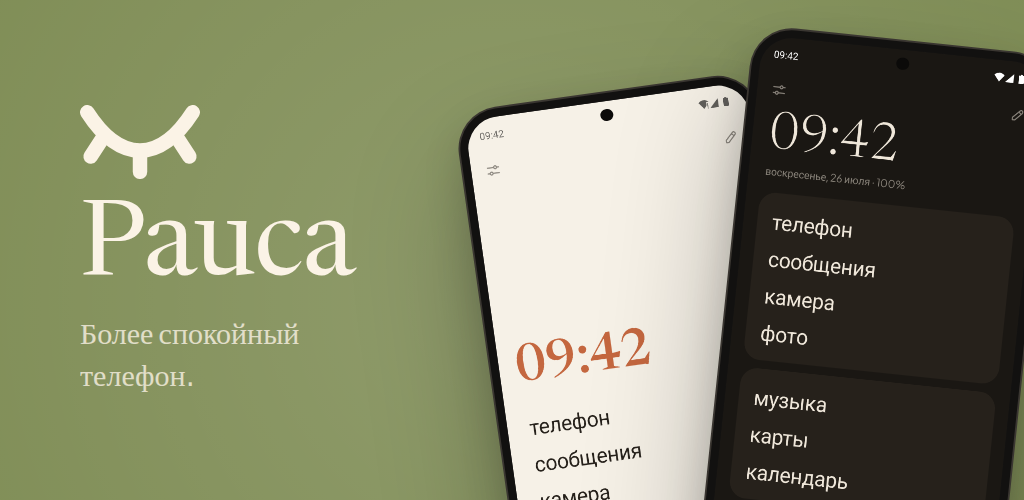 Pauca
Более спокойный
телефон.
09:42
09:42
телефон
сообщения
камера
09:42
09:42
воскресенье, 26 июля · 100%
телефон
сообщения
камера
фото
музыка
карты
календарь